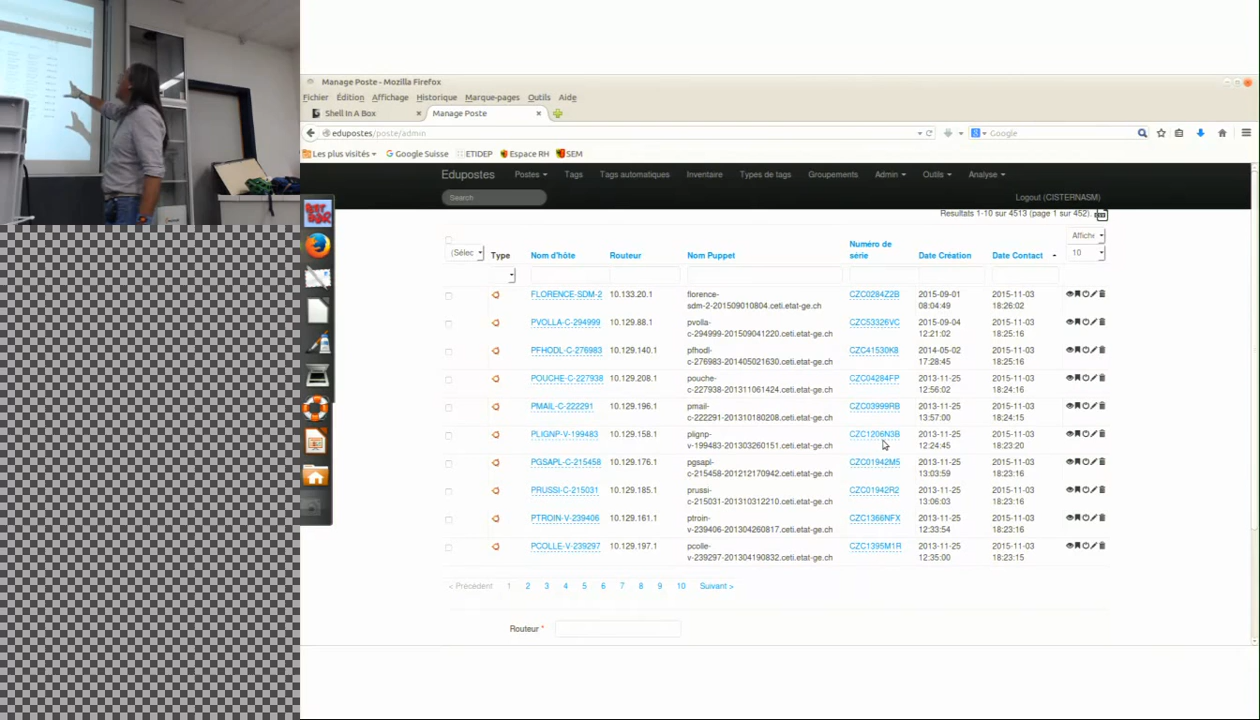 Manage Poste - Mozilla Firefox
Fichier Édition Affichage Historique Marque-pages Outils Aide
Shell In A Box Manage Poste
edupostes/poste/admin Google
Les plus visités Google Suisse ETIDEP Espace RH SEM
Edupostes Postes Tags Tags automatiques Inventaire Types de tags Groupements Admin Outils Analyse
Search Logout (CISTERNASM)
Resultats 1-10 sur 4513 (page 1 sur 452).
Affiche
(Sélec Type Nom d'hôte Routeur Nom Puppet Numéro de série Date Création Date Contact 10
FLORENCE-SDM-2 10.133.20.1 florence- CZC0284Z2B 2015-09-01 2015-11-03
sdm-2-201509010804.ceti.etat-ge.ch 08:04:49 18:26:02
PVOLLA-C-294999 10.129.88.1 pvolla- CZC53326VC 2015-09-04 2015-11-03
c-294999-201509041220.ceti.etat-ge.ch 12:21:02 18:25:16
PFHODL-C-276983 10.129.140.1 pfhodl- CZC41530K8 2014-05-02 2015-11-03
c-276983-201405021630.ceti.etat-ge.ch 17:28:45 18:25:16
POUCHE-C-227938 10.129.208.1 pouche- CZC04284FP 2013-11-25 2015-11-03
c-227938-201311061424.ceti.etat-ge.ch 12:56:02 18:24:16
PMAIL-C-222291 10.129.196.1 pmail- CZC03999RB 2013-11-25 2015-11-03
c-222291-201310180208.ceti.etat-ge.ch 13:57:00 18:24:15
PLIGNP-V-199483 10.129.158.1 plignp- CZC1206N3B 2013-11-25 2015-11-03
v-199483-201303260151.ceti.etat-ge.ch 12:24:45 18:23:20
PGSAPL-C-215458 10.129.176.1 pgsapl- CZC01942M5 2013-11-25 2015-11-03
c-215458-201212170942.ceti.etat-ge.ch 13:03:59 18:23:16
PRUSSI-C-215031 10.129.185.1 prussi- CZC01942R2 2013-11-25 2015-11-03
c-215031-201310312210.ceti.etat-ge.ch 13:06:03 18:23:16
PTROIN-V-239406 10.129.161.1 ptroin- CZC1366NFX 2013-11-25 2015-11-03
v-239406-201304260817.ceti.etat-ge.ch 12:33:54 18:23:16
PCOLLE-V-239297 10.129.197.1 pcolle- CZC1395M1R 2013-11-25 2015-11-03
v-239297-201304190832.ceti.etat-ge.ch 12:35:00 18:23:15
< Précédent 1 2 3 4 5 6 7 8 9 10 Suivant >
Routeur *